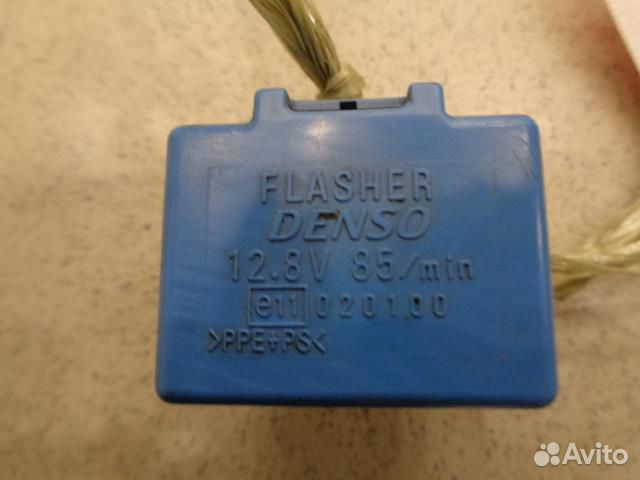 FLASHER
DENSO
12.8V 85/min
e11 020100
>PPE+PS<
Avito